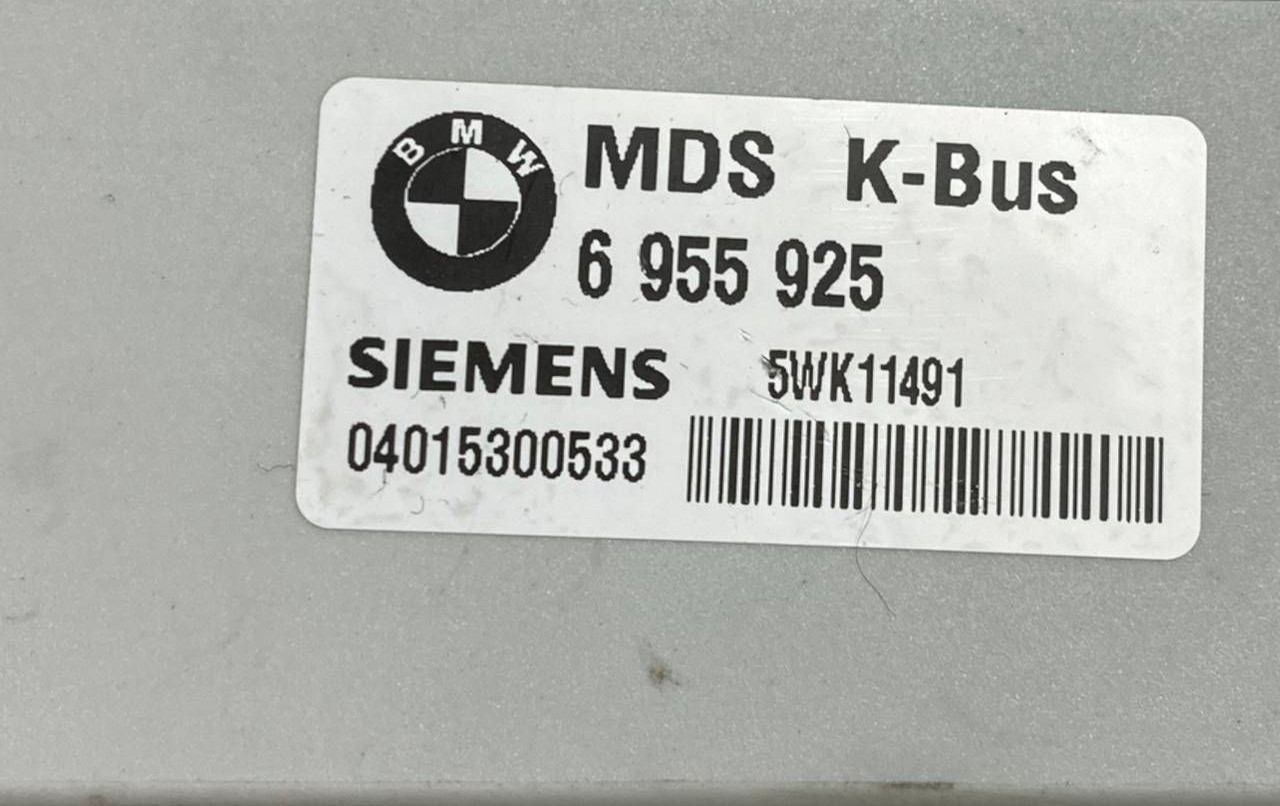 BMW
MDS K-Bus
6 955 925
SIEMENS 5WK11491
04015300533